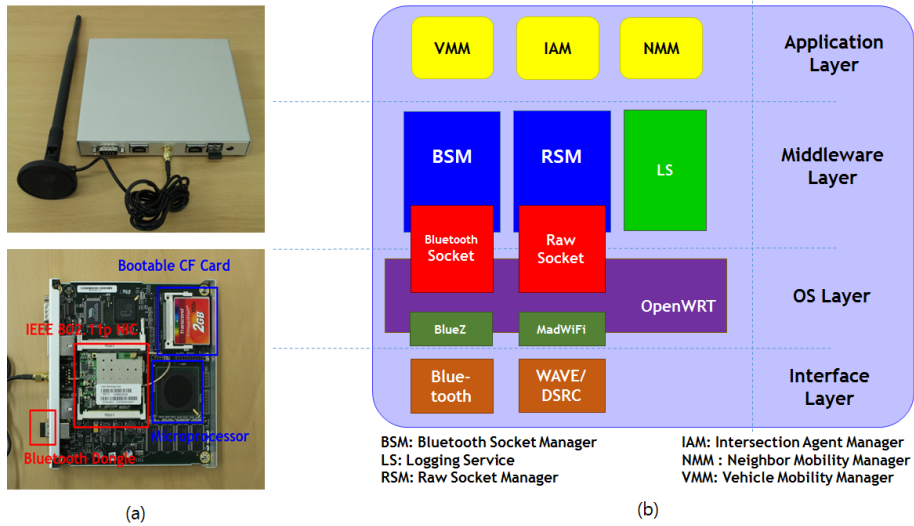 Bootable CF Card
IEEE 802.11p NIC
Transcend
2GB
Microprocessor
Bluetooth Dongle
(a)
VMM
IAM
NMM
Application
Layer
BSM
RSM
LS
Middleware
Layer
Bluetooth
Socket
Raw
Socket
OpenWRT
OS Layer
BlueZ
MadWiFi
Blue-
tooth
WAVE/
DSRC
Interface
Layer
BSM: Bluetooth Socket Manager
LS: Logging Service
RSM: Raw Socket Manager
IAM: Intersection Agent Manager
NMM : Neighbor Mobility Manager
VMM: Vehicle Mobility Manager
(b)